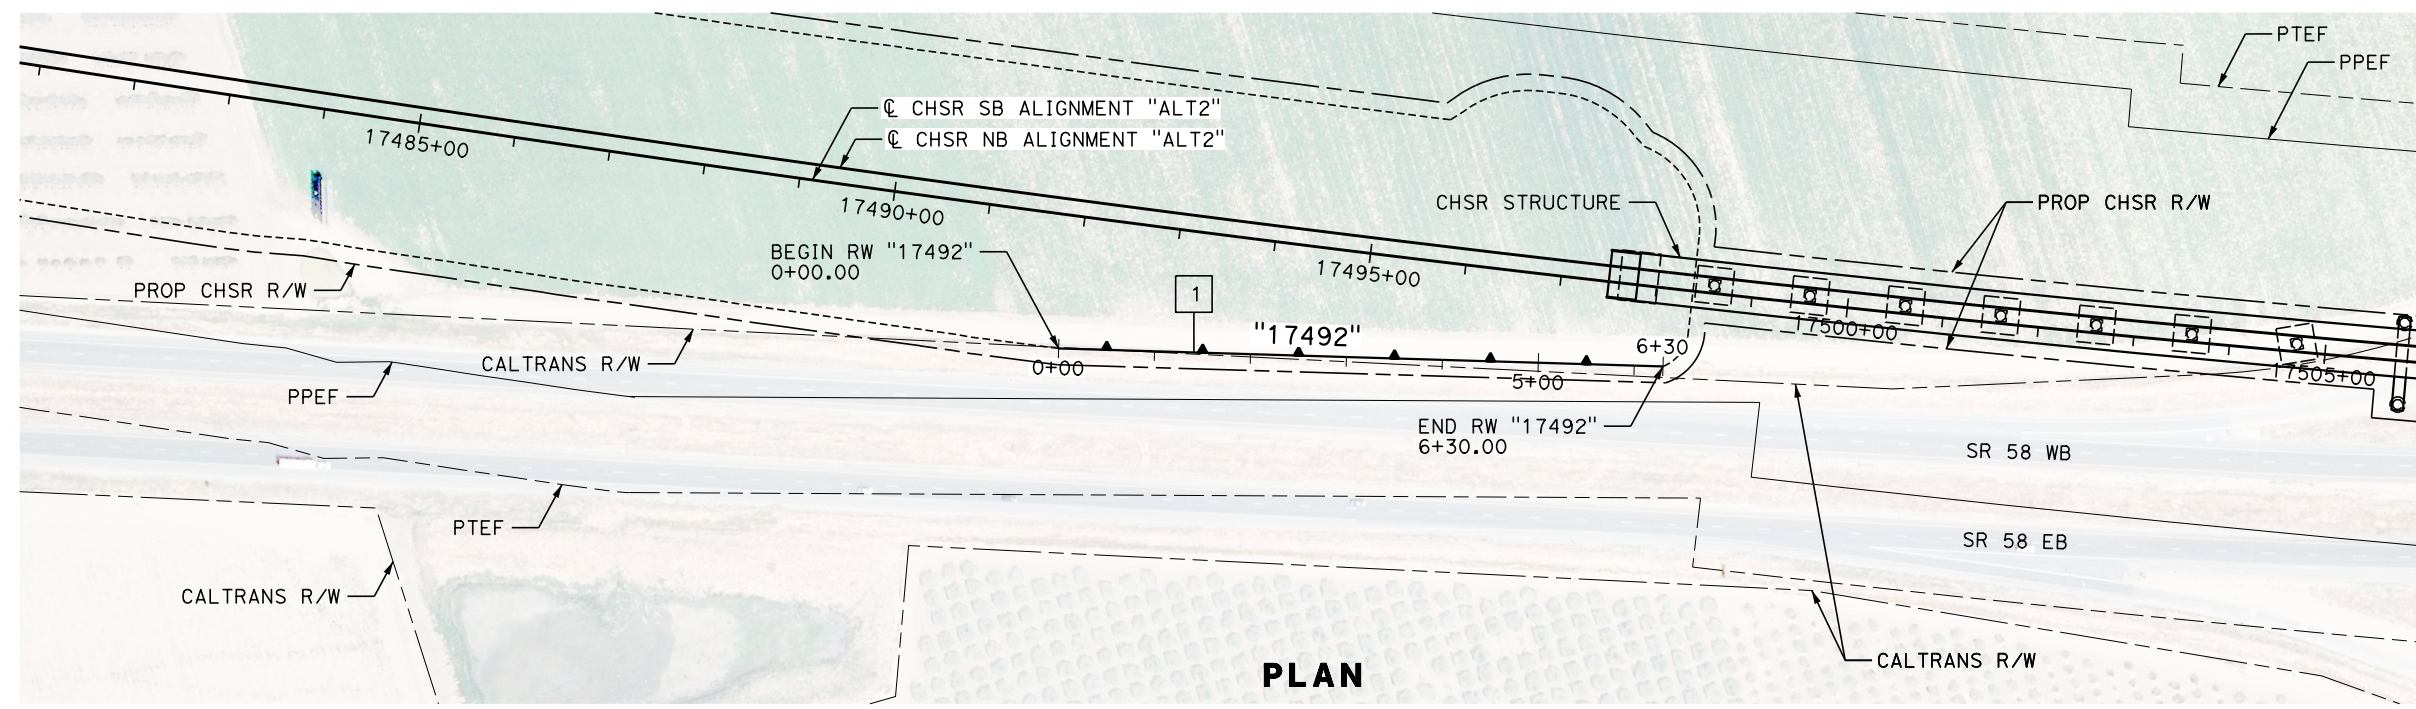 PTEF
PPEF
℄ CHSR SB ALIGNMENT "ALT2"
℄ CHSR NB ALIGNMENT "ALT2"
17485+00
17490+00
CHSR STRUCTURE
PROP CHSR R/W
BEGIN RW "17492"
0+00.00
17495+00
PROP CHSR R/W
1
"17492"
17500+00
6+30
CALTRANS R/W
0+00
5+00
17505+00
PPEF
END RW "17492"
6+30.00
SR 58 WB
PTEF
SR 58 EB
CALTRANS R/W
CALTRANS R/W
PLAN